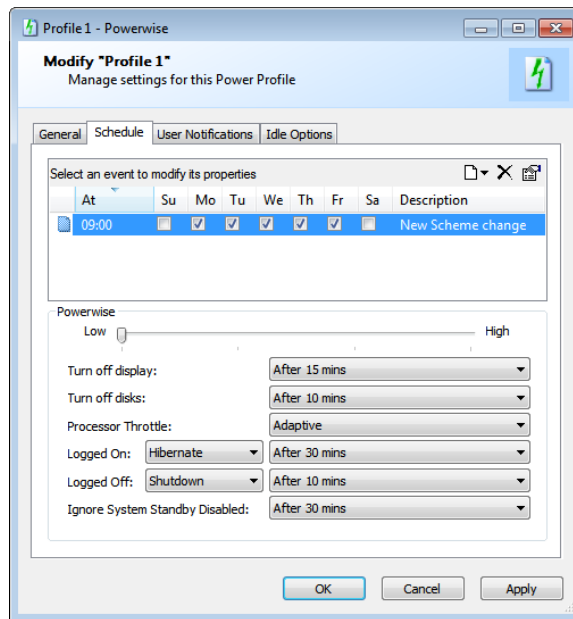 Profile 1 - Powerwise
Modify "Profile 1"
Manage settings for this Power Profile
General Schedule User Notifications Idle Options
Select an event to modify its properties
At Su Mo Tu We Th Fr Sa Description
09:00 New Scheme change
Powerwise
Low High
Turn off display: After 15 mins
Turn off disks: After 10 mins
Processor Throttle: Adaptive
Logged On: Hibernate After 30 mins
Logged Off: Shutdown After 10 mins
Ignore System Standby Disabled: After 30 mins
OK Cancel Apply